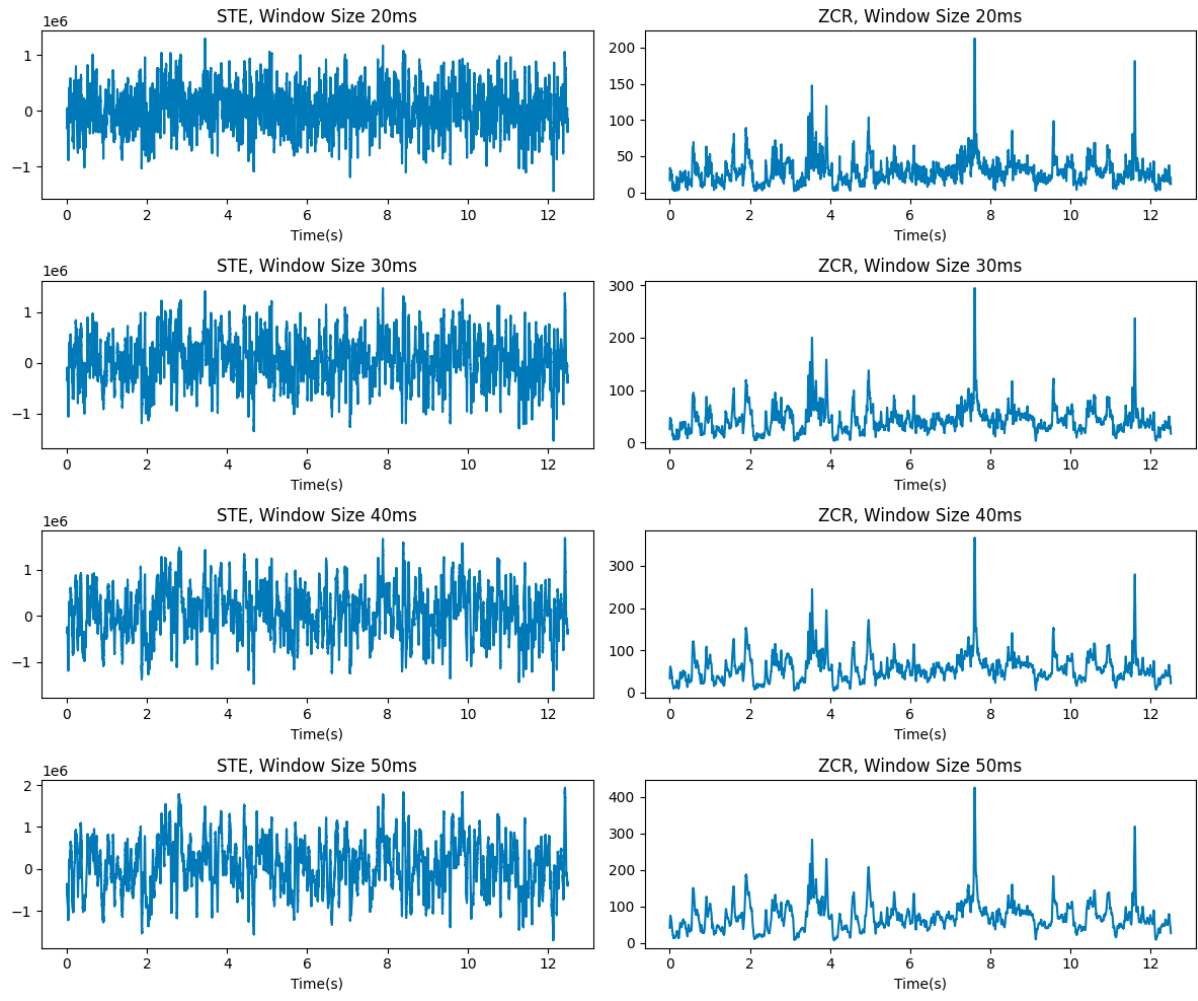 STE, Window Size 20ms
1e6
1
0
−1
0 2 4 6 8 10 12
Time(s)
ZCR, Window Size 20ms
200
150
100
50
0
0 2 4 6 8 10 12
Time(s)
STE, Window Size 30ms
1e6
1
0
−1
0 2 4 6 8 10 12
Time(s)
ZCR, Window Size 30ms
300
200
100
0
0 2 4 6 8 10 12
Time(s)
STE, Window Size 40ms
1e6
1
0
−1
0 2 4 6 8 10 12
Time(s)
ZCR, Window Size 40ms
300
200
100
0
0 2 4 6 8 10 12
Time(s)
STE, Window Size 50ms
1e6
2
1
0
−1
0 2 4 6 8 10 12
Time(s)
ZCR, Window Size 50ms
400
300
200
100
0
0 2 4 6 8 10 12
Time(s)